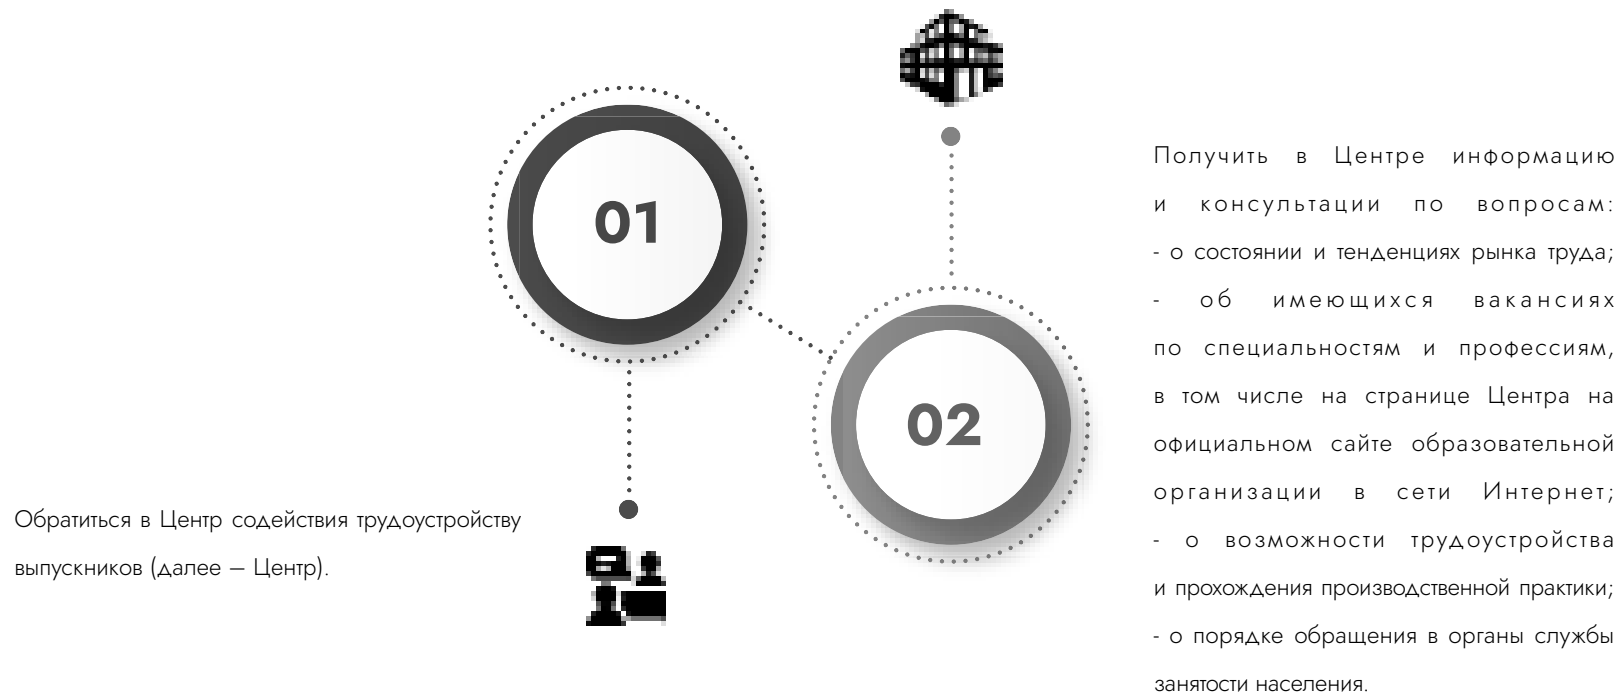 01
Обратиться в Центр содействия трудоустройству
выпускников (далее – Центр).
02
Получить в Центре информацию
и консультации по вопросам:
- о состоянии и тенденциях рынка труда;
- об имеющихся вакансиях
по специальностям и профессиям,
в том числе на странице Центра на
официальном сайте образовательной
организации в сети Интернет;
- о возможности трудоустройства
и прохождения производственной практики;
- о порядке обращения в органы службы
занятости населения.